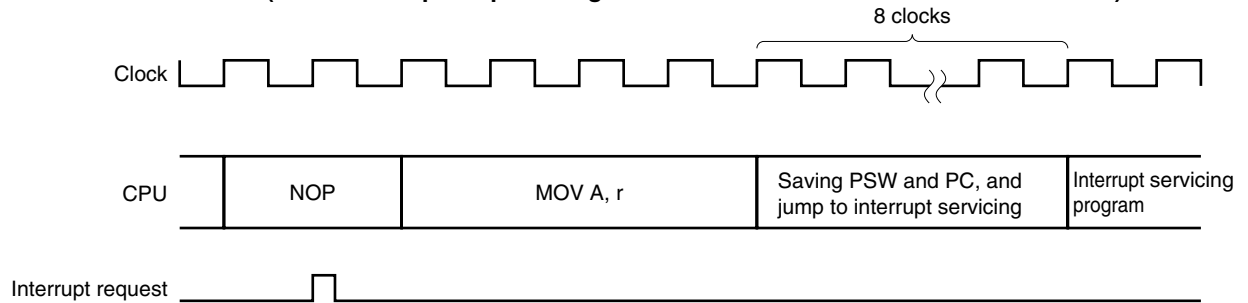 8 clocks
Clock
CPU
NOP
MOV A, r
Saving PSW and PC, and
jump to interrupt servicing
Interrupt servicing
program
Interrupt request